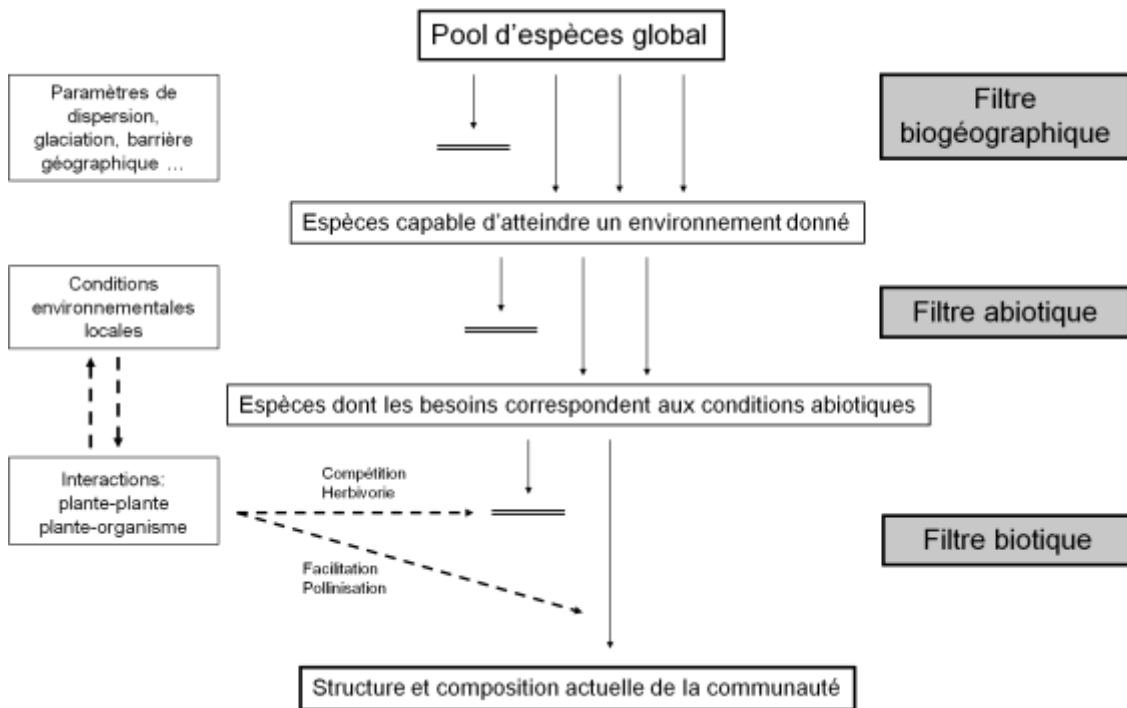 Pool d'espèces global
Paramètres de
dispersion,
glaciation, barrière
géographique ...
Filtre
biogéographique
Espèces capable d'atteindre un environnement donné
Conditions
environnementales
locales
Filtre abiotique
Espèces dont les besoins correspondent aux conditions abiotiques
Interactions:
plante-plante
plante-organisme
Compétition
Herbivorie
Filtre biotique
Facilitation
Pollinisation
Structure et composition actuelle de la communauté